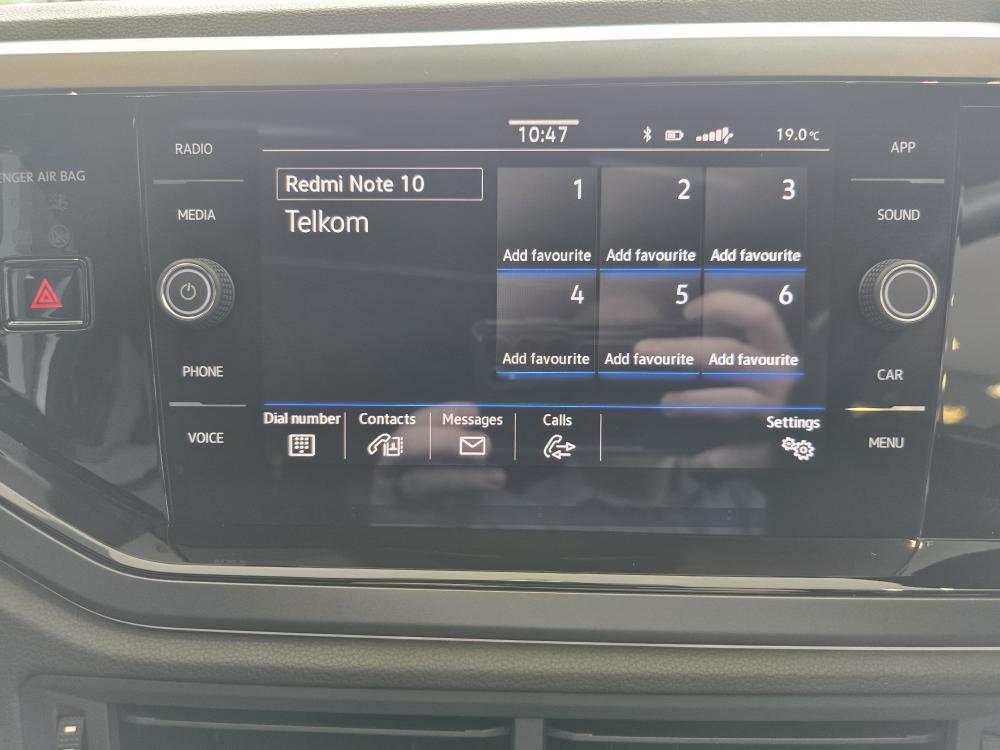 10:47
19.0°C
RADIO
MEDIA
PHONE
VOICE
ENGER AIR BAG
Redmi Note 10
Telkom
1
2
3
Add favourite
Add favourite
Add favourite
4
5
6
Add favourite
Add favourite
Add favourite
Dial number
Contacts
Messages
Calls
Settings
APP
SOUND
CAR
MENU